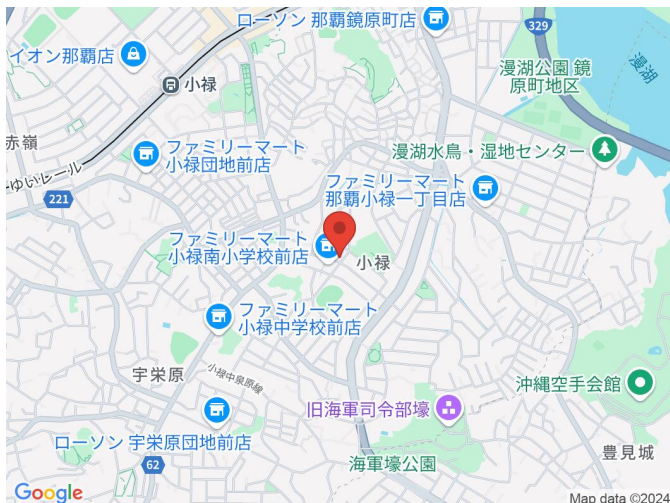 ローソン 那覇鏡原町店
329
イオン那覇店
小禄
漫湖公園 鏡
原町地区
漫湖
赤嶺
ファミリーマート
小禄団地前店
漫湖水鳥・湿地センター
ゆいレール
221
ファミリーマート
那覇小禄一丁目店
ファミリーマート
小禄南小学校前店
小禄
ファミリーマート
小禄中学校前店
宇栄原
小禄中泉原線
沖縄空手会館
旧海軍司令部壕
ローソン 宇栄原団地前店
62
海軍壕公園
豊見城
Google
Map data ©2024